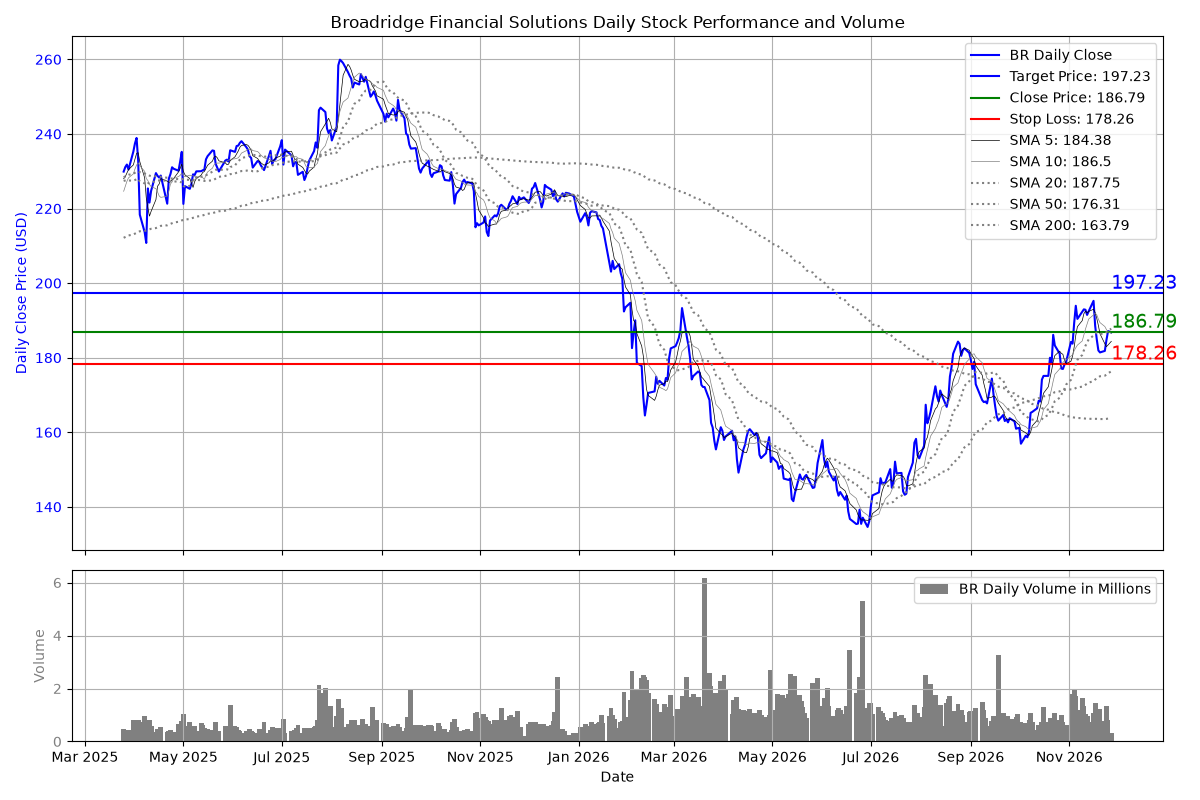 Broadridge Financial Solutions Daily Stock Performance and Volume
Daily Close Price (USD)
260
240
220
200
180
160
140
BR Daily Close
Target Price: 197.23
Close Price: 186.79
Stop Loss: 178.26
SMA 5: 184.38
SMA 10: 186.5
SMA 20: 187.75
SMA 50: 176.31
SMA 200: 163.79
197.23
186.79
178.26
Volume
6
4
2
0
BR Daily Volume in Millions
Mar 2025 May 2025 Jul 2025 Sep 2025 Nov 2025 Jan 2026 Mar 2026 May 2026 Jul 2026 Sep 2026 Nov 2026
Date